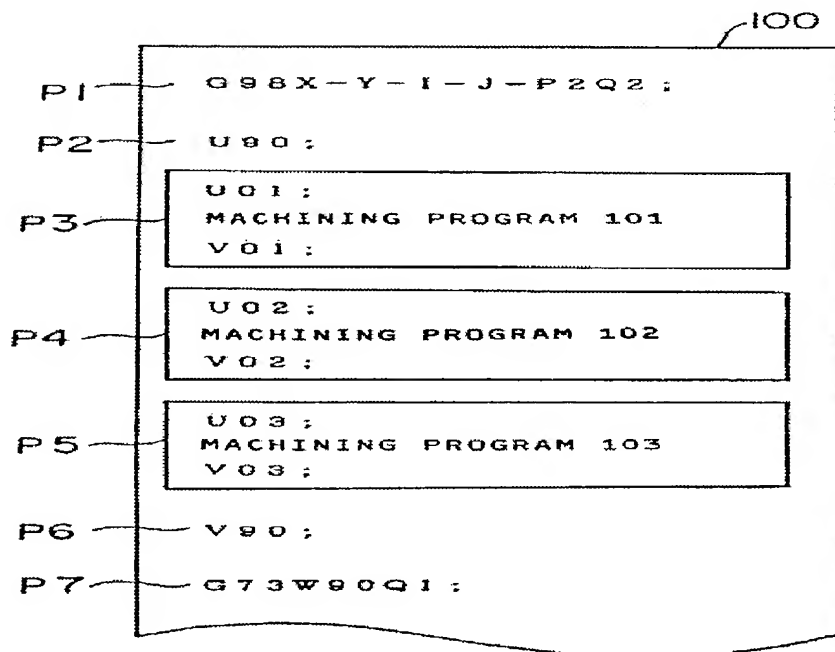 100
P1 G98X-Y-I-J-P2Q2;
P2 U90;
U01;
P3 MACHINING PROGRAM 101
V01;
U02;
P4 MACHINING PROGRAM 102
V02;
U03;
P5 MACHINING PROGRAM 103
V03;
P6 V90;
P7 G73W90Q1;